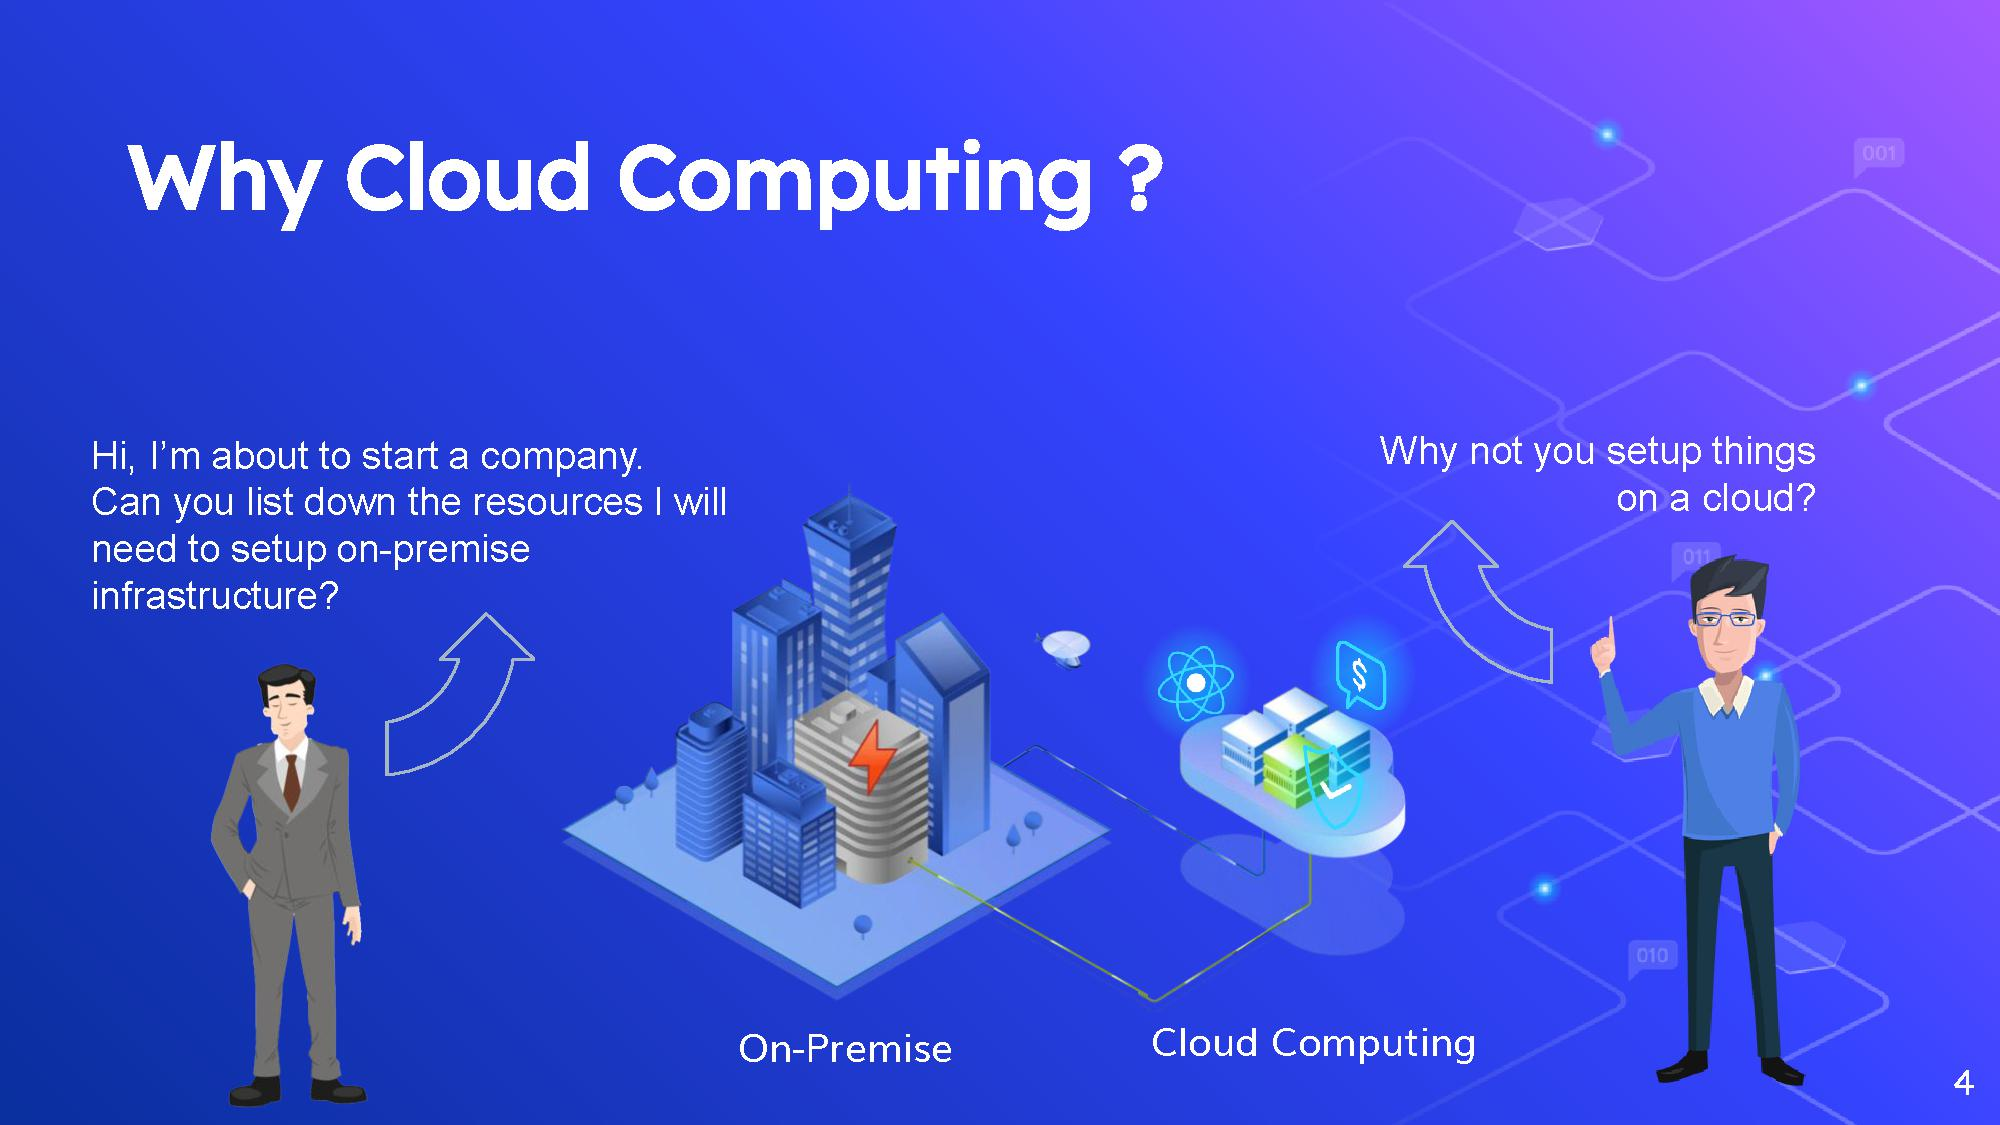 Why Cloud Computing ?
001
Hi, I’m about to start a company.
Can you list down the resources I will
need to setup on-premise
infrastructure?
Why not you setup things
on a cloud?
011
$
010
On-Premise
Cloud Computing
4